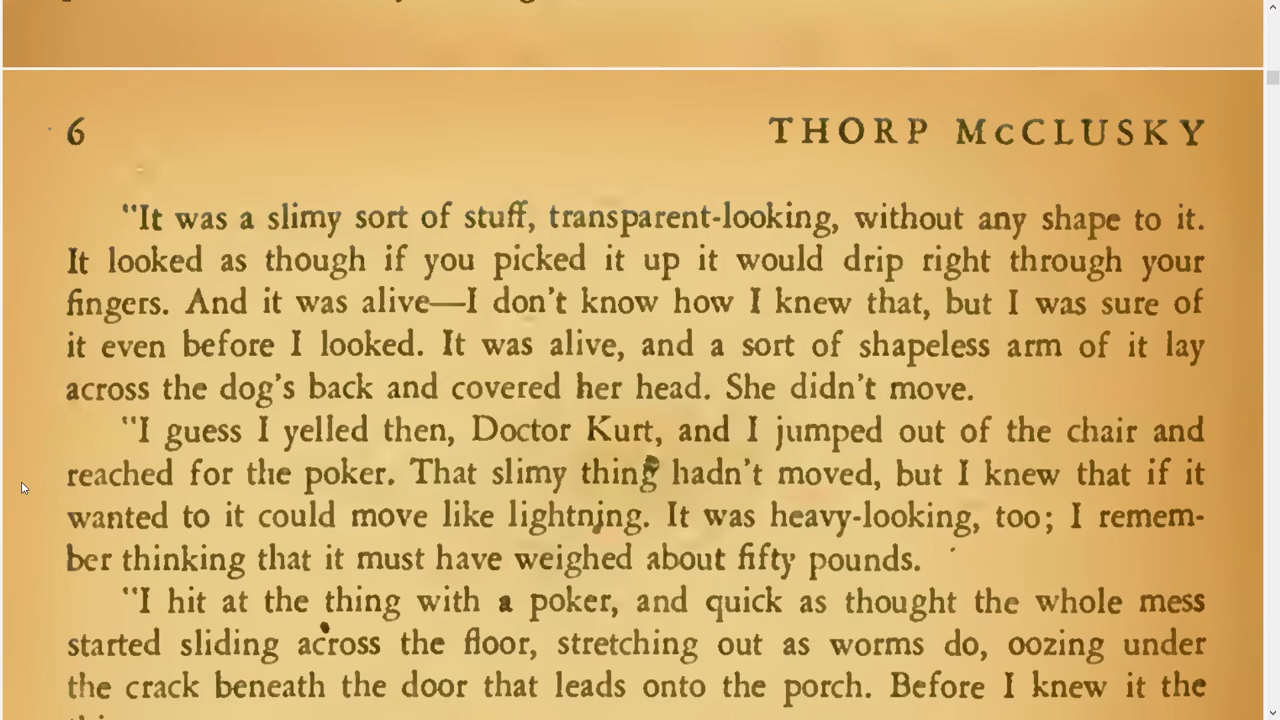 6 THORP McCLUSKY
"It was a slimy sort of stuff, transparent-looking, without any shape to it.
It looked as though if you picked it up it would drip right through your
fingers. And it was alive—I don't know how I knew that, but I was sure of
it even before I looked. It was alive, and a sort of shapeless arm of it lay
across the dog's back and covered her head. She didn't move.
"I guess I yelled then, Doctor Kurt, and I jumped out of the chair and
reached for the poker. That slimy thing hadn't moved, but I knew that if it
wanted to it could move like lightnjng. It was heavy-looking, too; I remem-
ber thinking that it must have weighed about fifty pounds.
"I hit at the thing with a poker, and quick as thought the whole mess
started sliding across the floor, stretching out as worms do, oozing under
the crack beneath the door that leads onto the porch. Before I knew it the